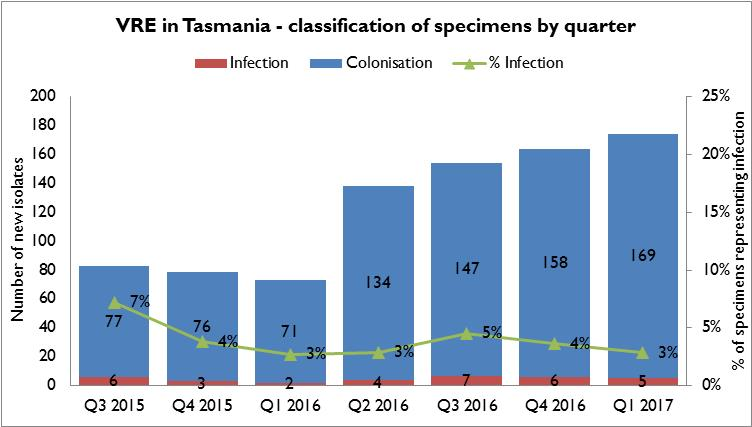 VRE in Tasmania - classification of specimens by quarter
Infection Colonisation % Infection
Number of new isolates
200
180
160
140
120
100
80
60
40
20
0
25%
20%
15%
10%
5%
0%
% of specimens representing infection
77 76 71 134 147 158 169
7% 4% 3% 3% 5% 4% 3%
6 3 2 4 7 6 5
Q3 2015 Q4 2015 Q1 2016 Q2 2016 Q3 2016 Q4 2016 Q1 2017